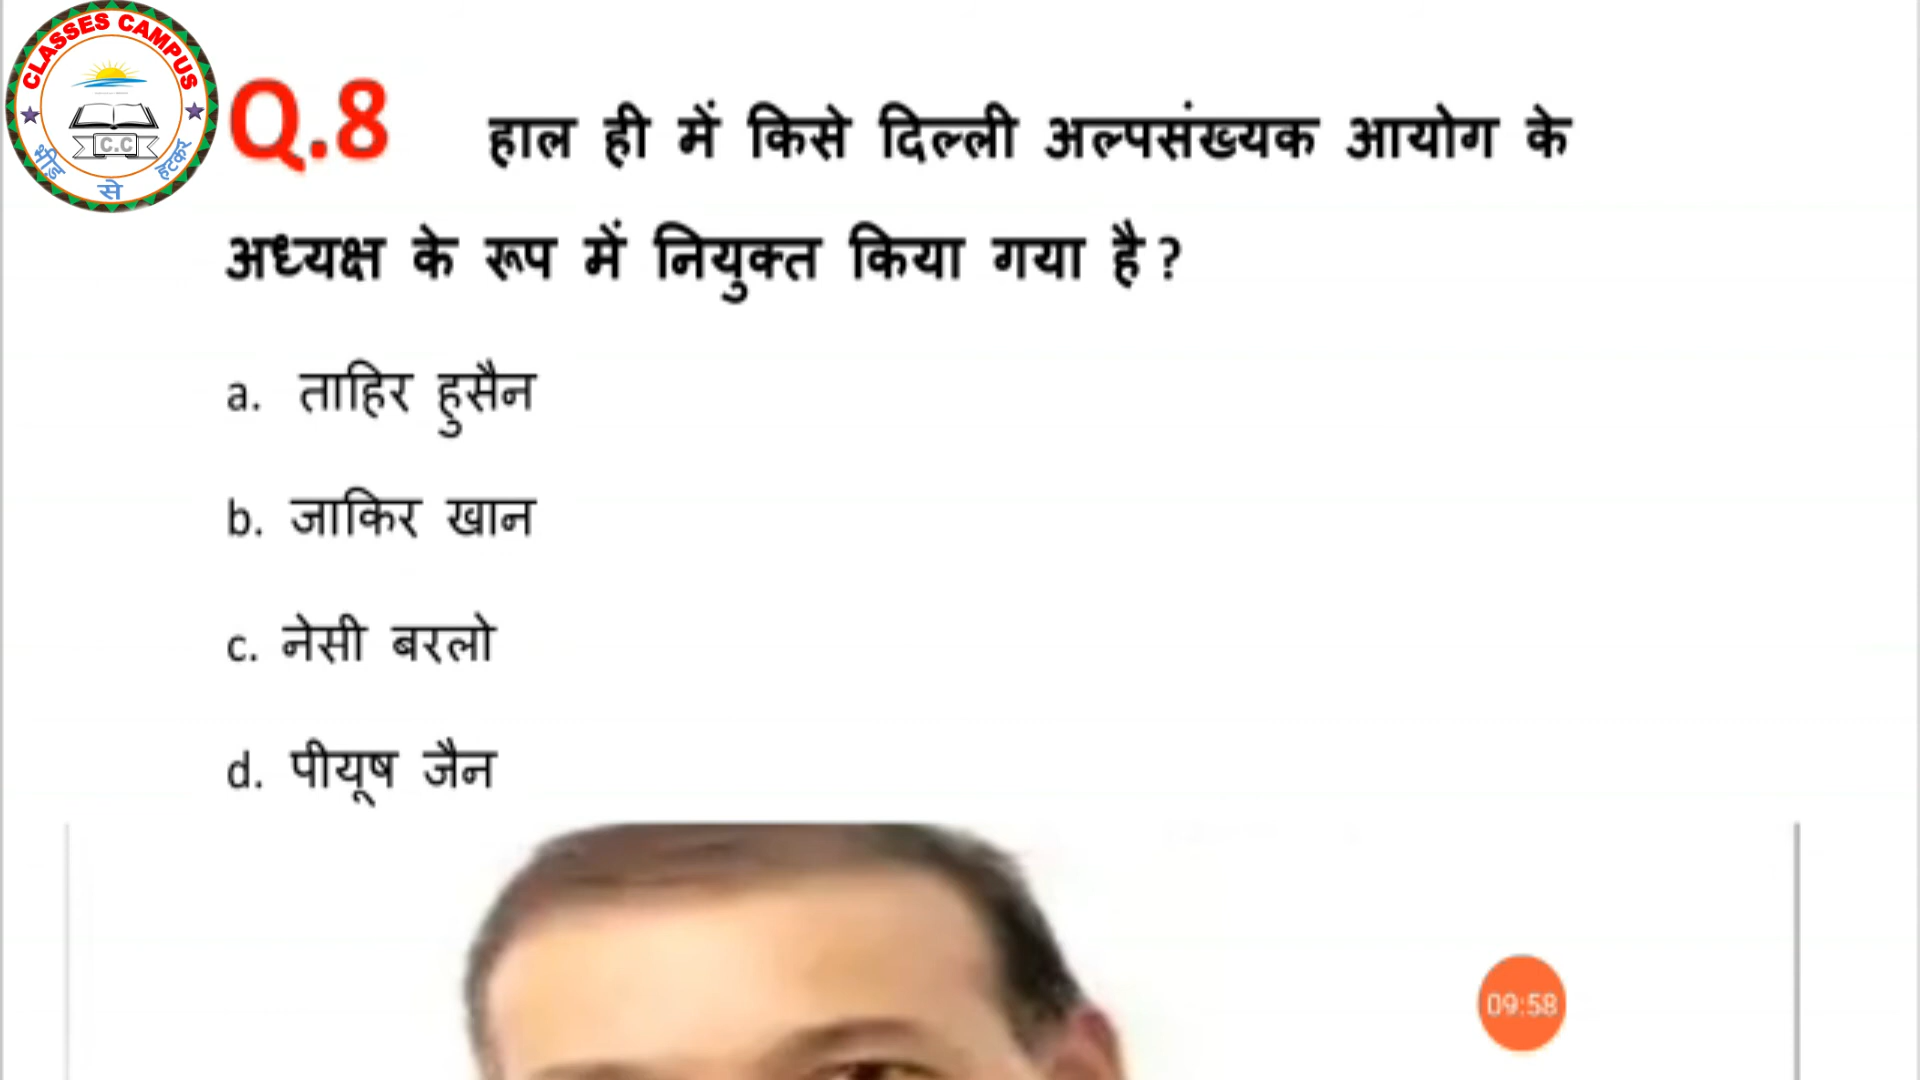 CLASSES CAMPUS
C.C
भीड़ से हटकर
Q.8 हाल ही में किसे दिल्ली अल्पसंख्यक आयोग के
अध्यक्ष के रूप में नियुक्त किया गया है ?
a. ताहिर हुसैन
b. जाकिर खान
c. नेसी बरलो
d. पीयूष जैन
09:58